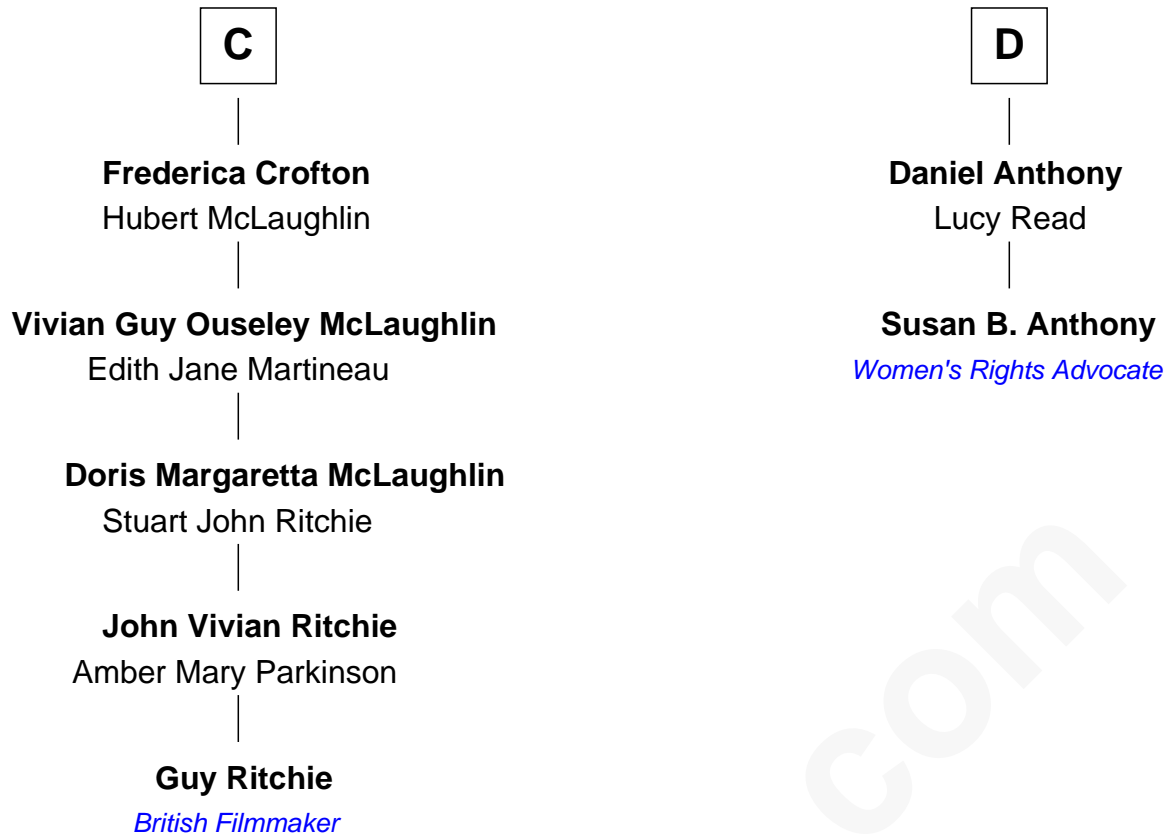 C
Frederica Crofton
Hubert McLaughlin
Vivian Guy Ouseley McLaughlin
Edith Jane Martineau
Doris Margaretta McLaughlin
Stuart John Ritchie
John Vivian Ritchie
Amber Mary Parkinson
Guy Ritchie
British Filmmaker
D
Daniel Anthony
Lucy Read
Susan B. Anthony
Women's Rights Advocate
com